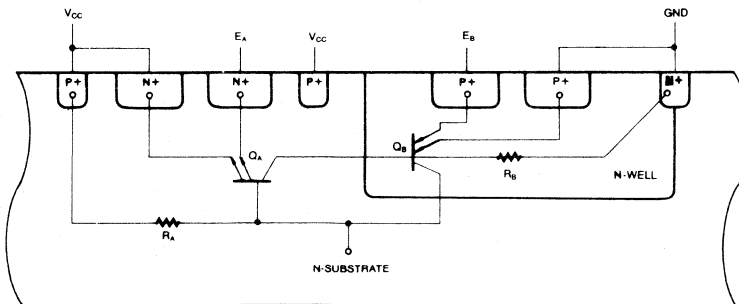 VCC GND
EA VCC EB
P+ N+ N+ P+ P+ P+ +
QA QB
RB
N-WELL
RA
N-SUBSTRATE